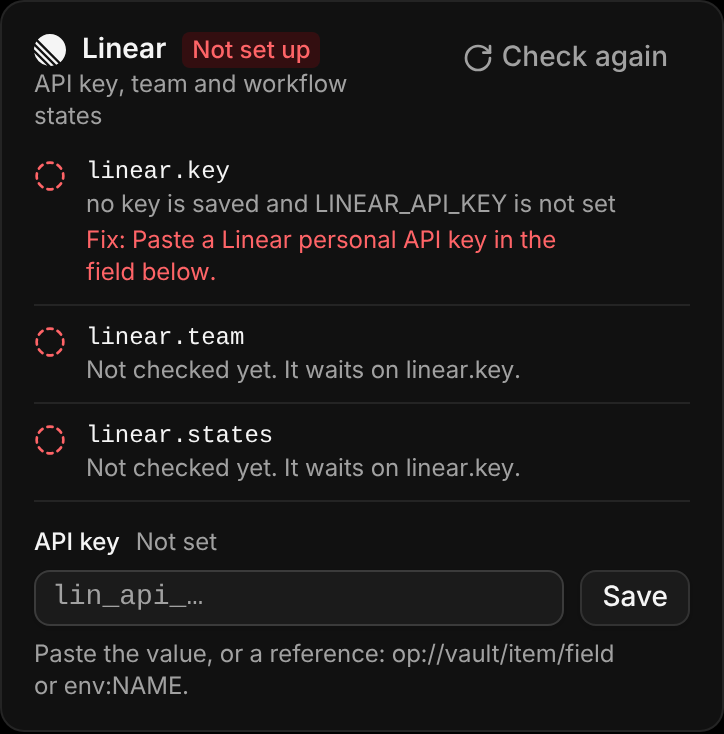 Linear Not set up
Check again
API key, team and workflow
states
linear.key
no key is saved and LINEAR_API_KEY is not set
Fix: Paste a Linear personal API key in the
field below.
linear.team
Not checked yet. It waits on linear.key.
linear.states
Not checked yet. It waits on linear.key.
API key Not set
lin_api_…
Save
Paste the value, or a reference: op://vault/item/field
or env:NAME.